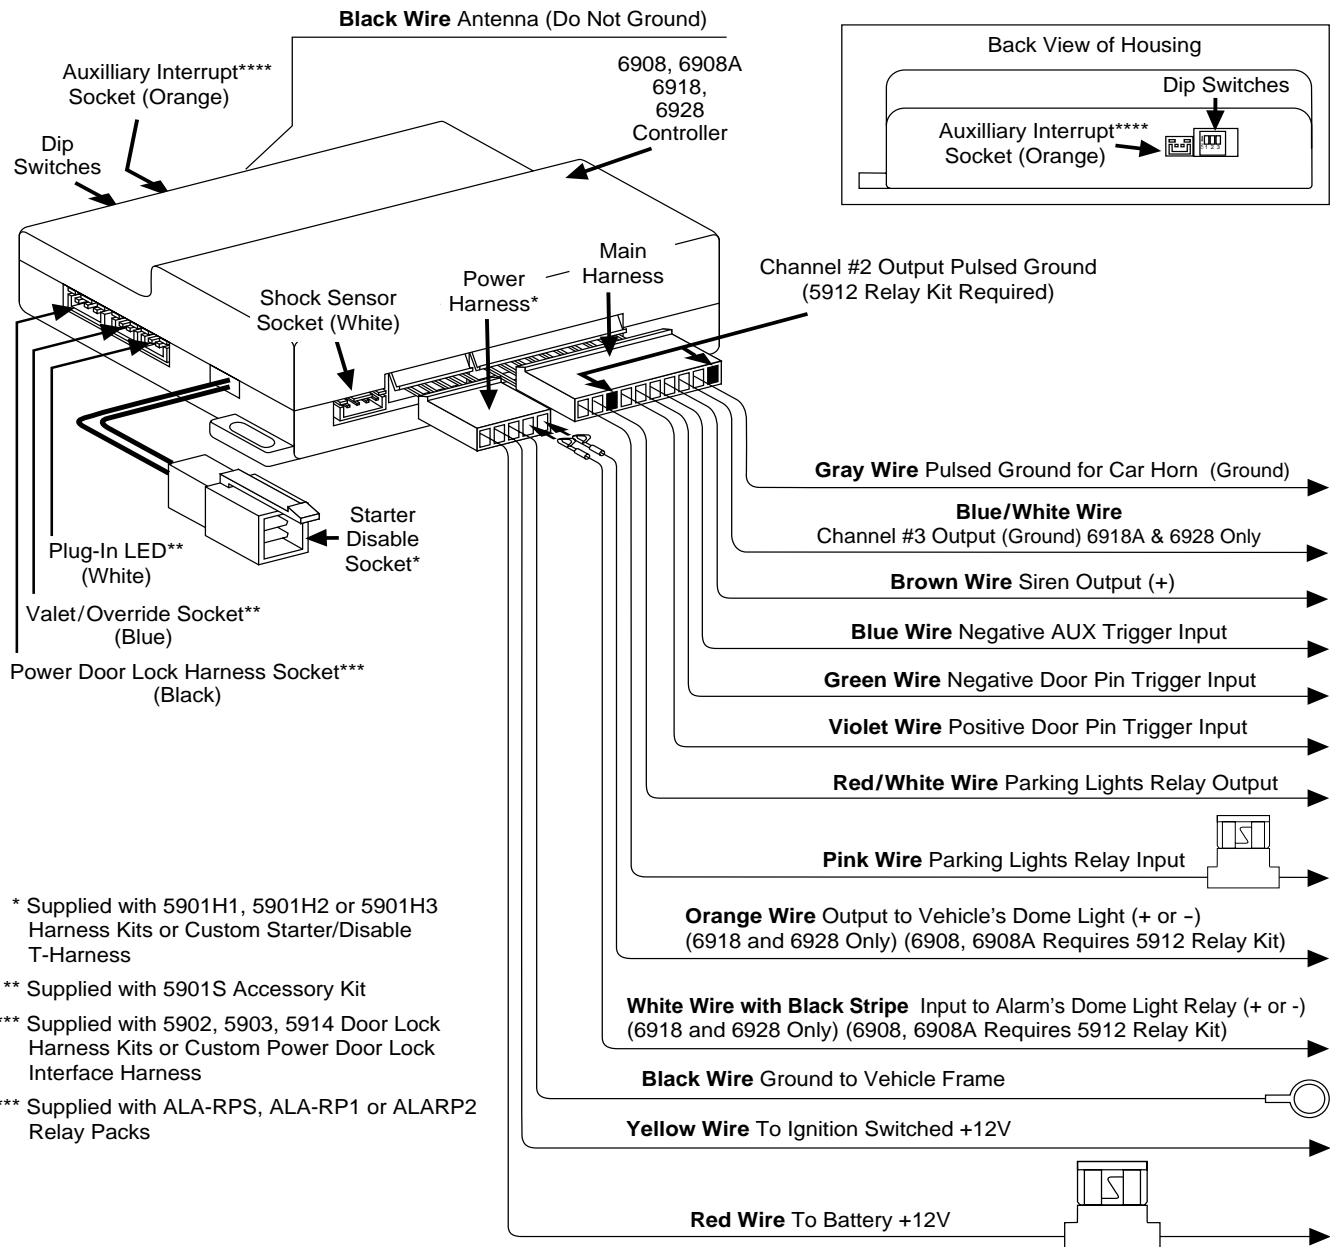 Black Wire Antenna (Do Not Ground)
Auxilliary Interrupt****
Socket (Orange)
Dip
Switches
6908, 6908A
6918,
6928
Controller
Back View of Housing
Dip Switches
Auxilliary Interrupt****
Socket (Orange)
1 2 3
Shock Sensor
Socket (White)
Power
Harness*
Main
Harness
Channel #2 Output Pulsed Ground
(5912 Relay Kit Required)
Starter
Disable
Socket*
Plug-In LED**
(White)
Valet/Override Socket**
(Blue)
Power Door Lock Harness Socket***
(Black)
Gray Wire Pulsed Ground for Car Horn (Ground)
Blue/White Wire
Channel #3 Output (Ground) 6918A & 6928 Only
Brown Wire Siren Output (+)
Blue Wire Negative AUX Trigger Input
Green Wire Negative Door Pin Trigger Input
Violet Wire Positive Door Pin Trigger Input
Red/White Wire Parking Lights Relay Output
Pink Wire Parking Lights Relay Input
Orange Wire Output to Vehicle's Dome Light (+ or –)
(6918 and 6928 Only) (6908, 6908A Requires 5912 Relay Kit)
White Wire with Black Stripe Input to Alarm's Dome Light Relay (+ or -)
(6918 and 6928 Only) (6908, 6908A Requires 5912 Relay Kit)
Black Wire Ground to Vehicle Frame
Yellow Wire To Ignition Switched +12V
Red Wire To Battery +12V
* Supplied with 5901H1, 5901H2 or 5901H3
Harness Kits or Custom Starter/Disable
T-Harness
** Supplied with 5901S Accessory Kit
*** Supplied with 5902, 5903, 5914 Door Lock
Harness Kits or Custom Power Door Lock
Interface Harness
*** Supplied with ALA-RPS, ALA-RP1 or ALARP2
Relay Packs